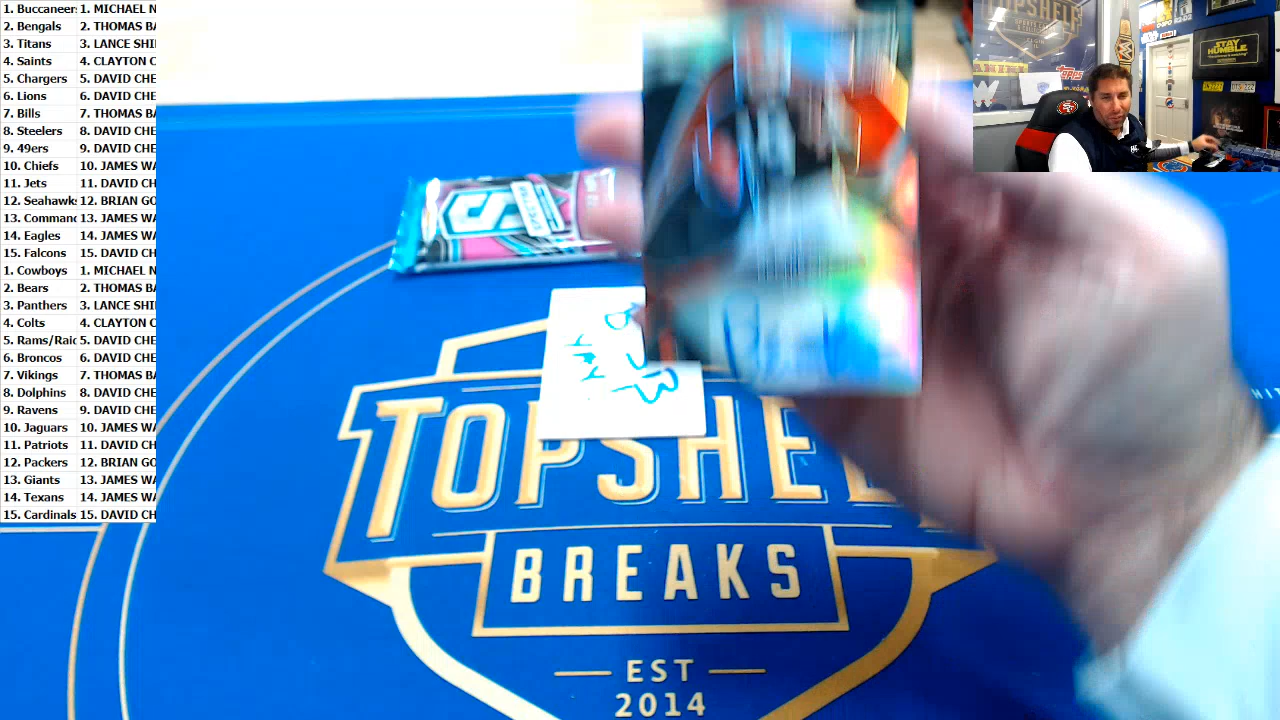 1. Buccaneer: 1. MICHAEL N
2. Bengals 2. THOMAS BA
3. Titans 3. LANCE SHI
4. Saints 4. CLAYTON C
5. Chargers 5. DAVID CHE
6. Lions 6. DAVID CHE
7. Bills 7. THOMAS BA
8. Steelers 8. DAVID CHE
9. 49ers 9. DAVID CHE
10. Chiefs 10. JAMES WA
11. Jets 11. DAVID CH
12. Seahawk: 12. BRIAN GO
13. Command 13. JAMES WA
14. Eagles 14. JAMES WA
15. Falcons 15. DAVID CH
1. Cowboys 1. MICHAEL N
2. Bears 2. THOMAS BA
3. Panthers 3. LANCE SHI
4. Colts 4. CLAYTON C
5. Rams/Raid 5. DAVID CHE
6. Broncos 6. DAVID CHE
7. Vikings 7. THOMAS BA
8. Dolphins 8. DAVID CHE
9. Ravens 9. DAVID CHE
10. Jaguars 10. JAMES WA
11. Patriots 11. DAVID CH
12. Packers 12. BRIAN GO
13. Giants 13. JAMES WA
14. Texans 14. JAMES WA
15. Cardinals 15. DAVID CH
TOPSHELF
STAY
HUMBLE
Topps
SPECTRA
TOPSHELF
BREAKS
EST
2014